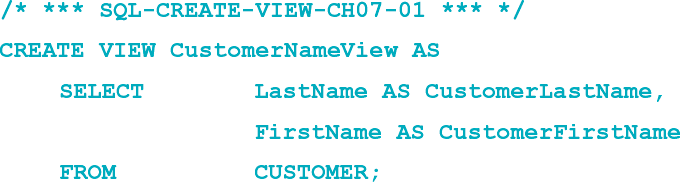 /* *** SQL-CREATE-VIEW-CH07-01 *** */
CREATE VIEW CustomerNameView AS
SELECT LastName AS CustomerLastName,
FirstName AS CustomerFirstName
FROM CUSTOMER;